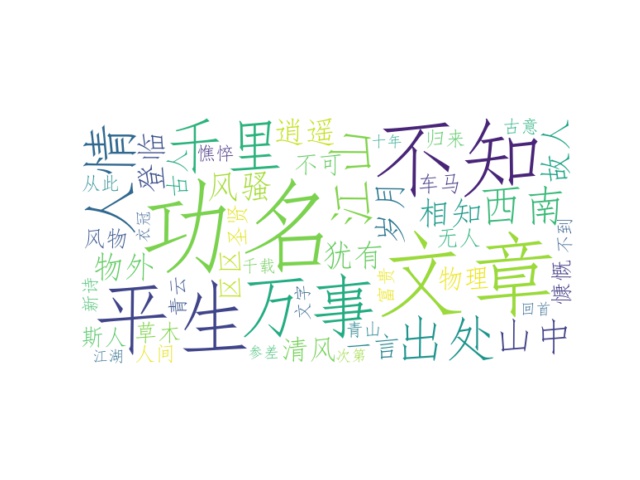 人情
登临
古人
千里
逍遥
江山
不知
故人
十年
归来
古意
憔悴
不可
从此
风骚
岁月
车马
西南
相知
功名
圣贤
衣冠
风物
物外
区区
千载
犹有
无人
文章
慷慨
不到
物理
富贵
新诗
平生
青云
万事
文字
回首
斯人
草木
青山
一言
出处
山中
江湖
人间
参差
清风
次第